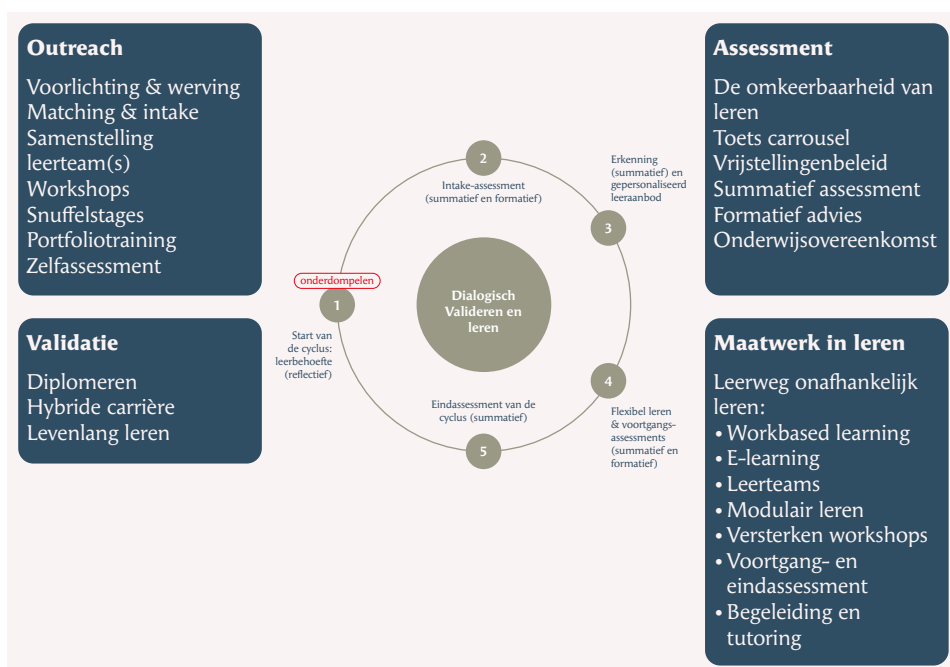 Outreach
Voorlichting & werving
Matching & intake
Samenstelling
leerteam(s)
Workshops
Snuffelstages
Portfoliotraining
Zelfassessment
Validatie
Diplomeren
Hybride carrière
Levenlang leren
onderdompelen
1
Start van
de cyclus:
leerbehoefte
(reflectief)
2
Intake-assessment
(summatief en formatief)
Erkenning
(summatief) en
gepersonaliseerd
leeraanbod
3
Dialogisch
Valideren en
leren
4
Flexibel leren
& voortgangs-
assessments
(summatief en
formatief)
Eindassessment van de
cyclus (summatief)
5
Assessment
De omkeerbaarheid van
leren
Toets carrousel
Vrijstellingenbeleid
Summatief assessment
Formatief advies
Onderwijsovereenkomst
Maatwerk in leren
Leerweg onafhankelijk
leren:
• Workbased learning
• E-learning
• Leerteams
• Modulair leren
• Versterken workshops
• Voortgang- en
eindassessment
• Begeleiding en
tutoring